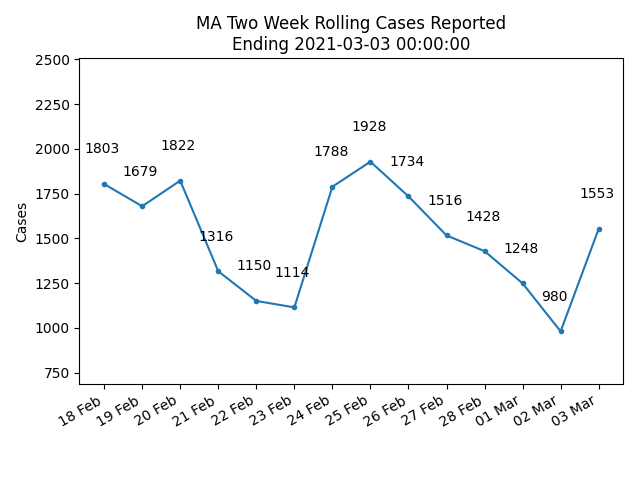 MA Two Week Rolling Cases Reported
Ending 2021-03-03 00:00:00
Cases
2500
2250
2000
1750
1500
1250
1000
750
1803
1679
1822
1316
1150
1114
1788
1928
1734
1516
1428
1248
980
1553
18 Feb
19 Feb
20 Feb
21 Feb
22 Feb
23 Feb
24 Feb
25 Feb
26 Feb
27 Feb
28 Feb
01 Mar
02 Mar
03 Mar